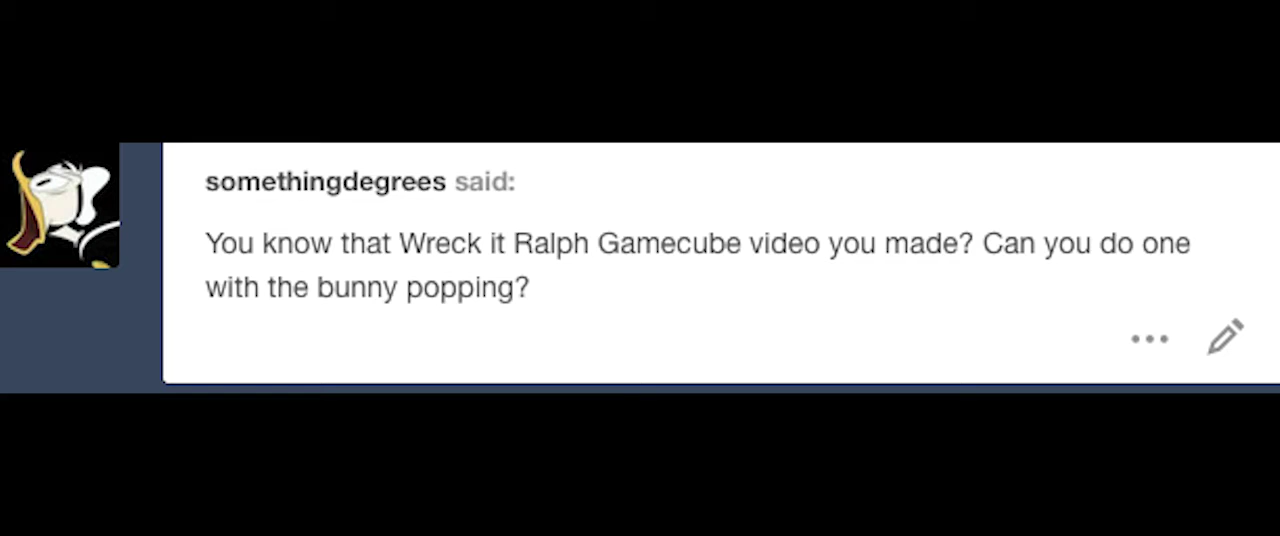 somethingdegrees said:
You know that Wreck it Ralph Gamecube video you made? Can you do one
with the bunny popping?